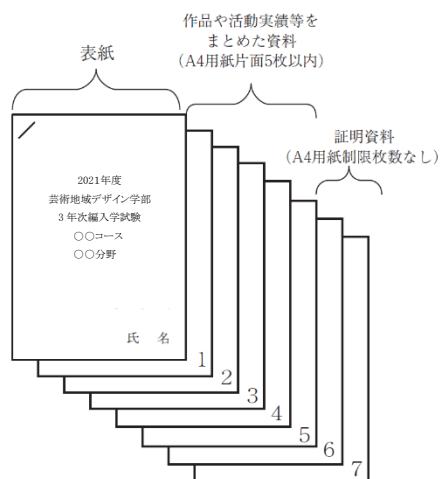 作品や活動実績等を
まとめた資料
(A4用紙片面5枚以内)
表紙
証明資料
(A4用紙制限枚数なし)
2021年度
芸術地域デザイン学部
3年次編入学試験
○○コース
○○分野
氏 名
1
2
3
4
5
6
7